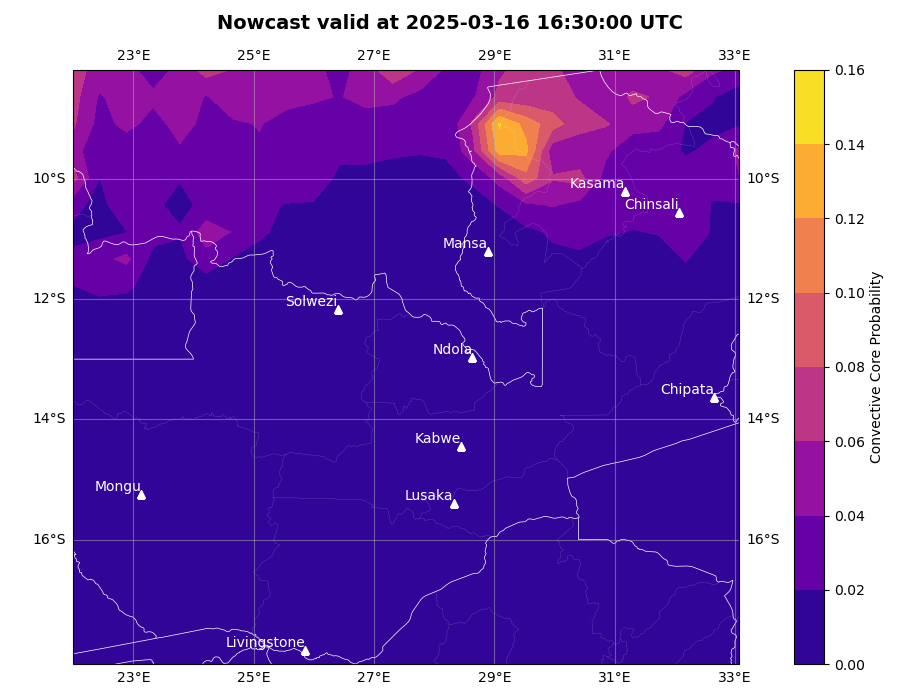 Nowcast valid at 2025-03-16 16:30:00 UTC
23°E 25°E 27°E 29°E 31°E 33°E
0.16
0.14
0.12
0.10
0.08
0.06
0.04
0.02
0.00
Convective Core Probability
10°S 10°S
12°S 12°S
14°S 14°S
16°S 16°S
Kasama
Chinsali
Mansa
Solwezi
Ndola
Chipata
Kabwe
Mongu
Lusaka
Livingstone
23°E 25°E 27°E 29°E 31°E 33°E